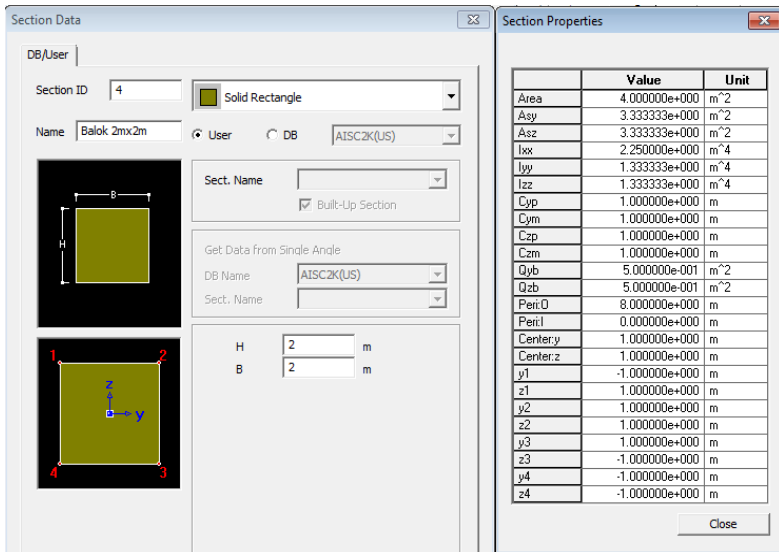 Section Data
DB/User
Section ID 4 Solid Rectangle
Name Balok 2mx2m User DB AISC2K(US)
Sect. Name
Built-Up Section
Get Data from Single Angle
DB Name AISC2K(US)
Sect. Name
B
H
H 2 m
B 2 m
1 2
z
y
4 3
Section Properties
Value Unit
Area 4.000000e+000 m^2
Asy 3.333333e+000 m^2
Asz 3.333333e+000 m^2
Ixx 2.250000e+000 m^4
Iyy 1.333333e+000 m^4
Izz 1.333333e+000 m^4
Cyp 1.000000e+000 m
Cym 1.000000e+000 m
Czp 1.000000e+000 m
Czm 1.000000e+000 m
Qyb 5.000000e-001 m^2
Qzb 5.000000e-001 m^2
Peri:O 8.000000e+000 m
Peri:I 0.000000e+000 m
Center:y 1.000000e+000 m
Center:z 1.000000e+000 m
y1 -1.000000e+000 m
z1 1.000000e+000 m
y2 1.000000e+000 m
z2 1.000000e+000 m
y3 1.000000e+000 m
z3 -1.000000e+000 m
y4 -1.000000e+000 m
z4 -1.000000e+000 m
Close